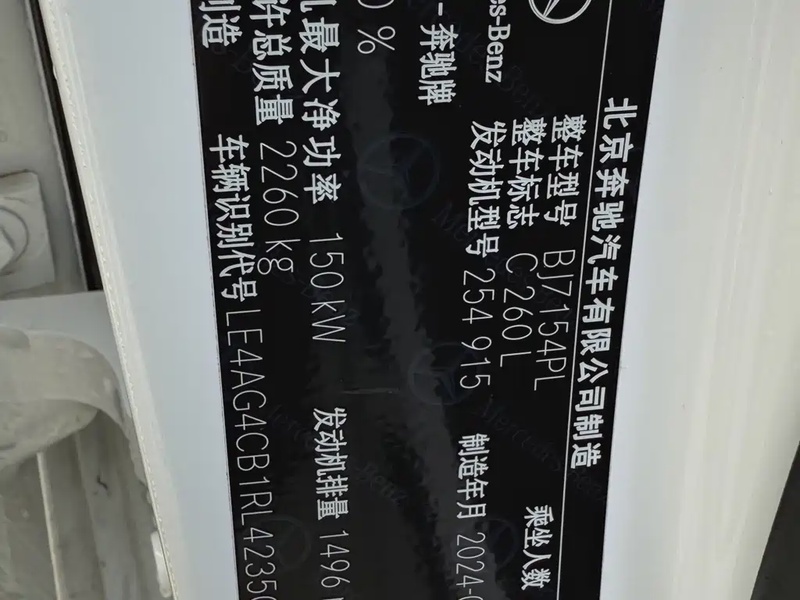 北京奔驰汽车有限公司制造
整车型号 BJ7154PL 乘坐人数
整车标志 C 260 L
发动机型号 254 915 制造年月 2024-
es-Benz
-奔驰牌
0 %
最大净功率 150 kW 发动机排量 1496
许总质量 2260 kg
制造
车辆识别代号 LE4AG4CB1RL4235